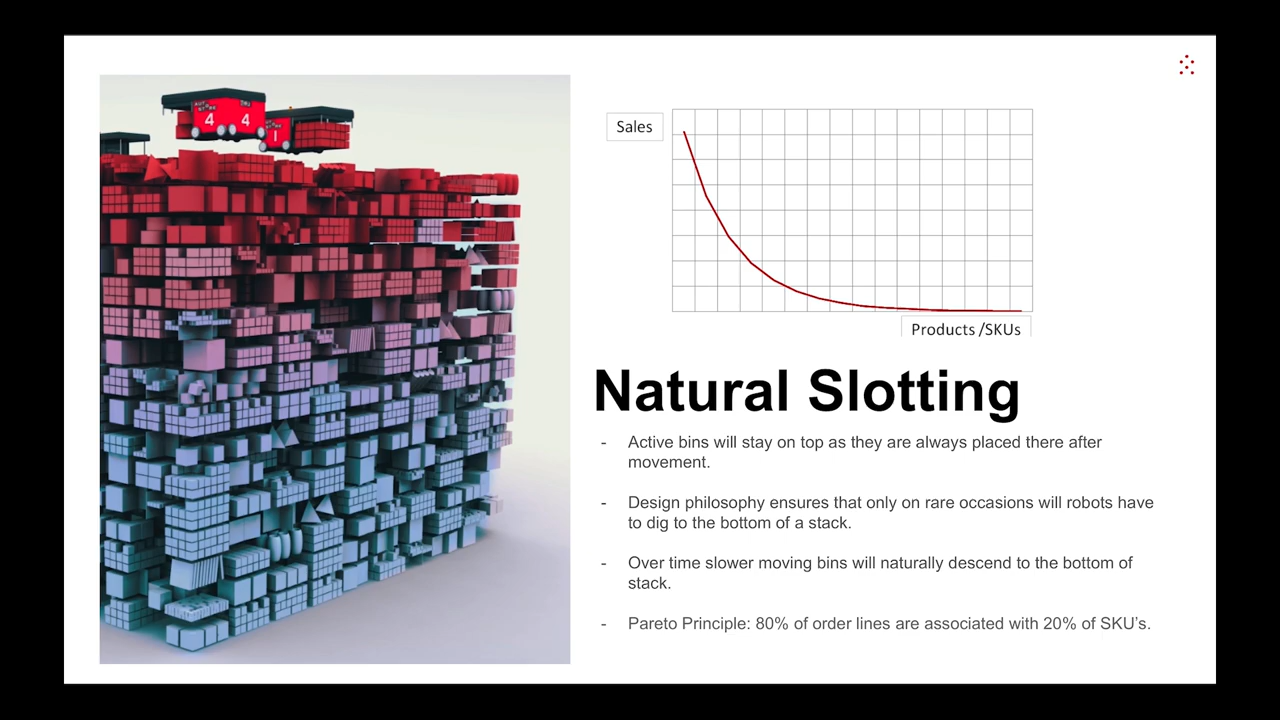 4
4
1
Sales
Products /SKUs
Natural Slotting
- Active bins will stay on top as they are always placed there after
movement.
- Design philosophy ensures that only on rare occasions will robots have
to dig to the bottom of a stack.
- Over time slower moving bins will naturally descend to the bottom of
stack.
- Pareto Principle: 80% of order lines are associated with 20% of SKU's.